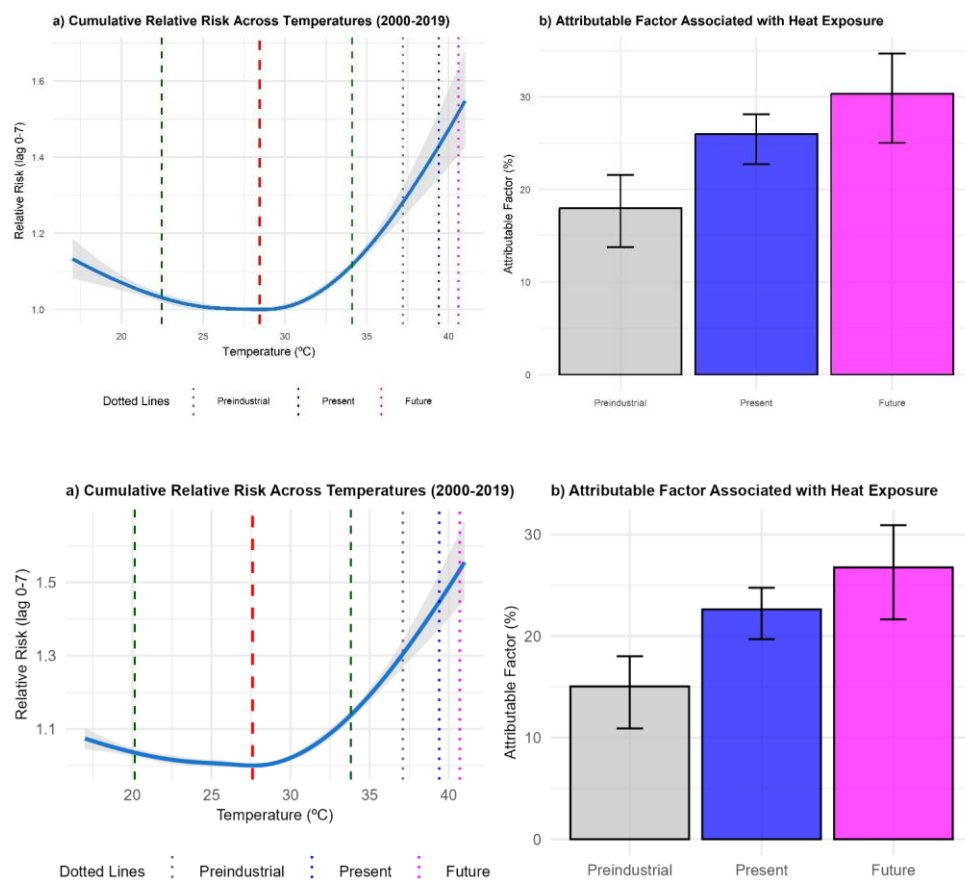 a) Cumulative Relative Risk Across Temperatures (2000-2019)
b) Attributable Factor Associated with Heat Exposure
Relative Risk (lag 0-7)
1.6
1.4
1.2
1.0
20
25
30
35
40
Temperature (ºC)
Dotted Lines
Preindustrial
Present
Future
Attributable Factor (%)
30
20
10
0
Preindustrial
Present
Future
a) Cumulative Relative Risk Across Temperatures (2000-2019)
b) Attributable Factor Associated with Heat Exposure
Relative Risk (lag 0-7)
1.5
1.3
1.1
20
25
30
35
40
Temperature (ºC)
Dotted Lines
Preindustrial
Present
Future
Attributable Factor (%)
30
20
10
0
Preindustrial
Present
Future